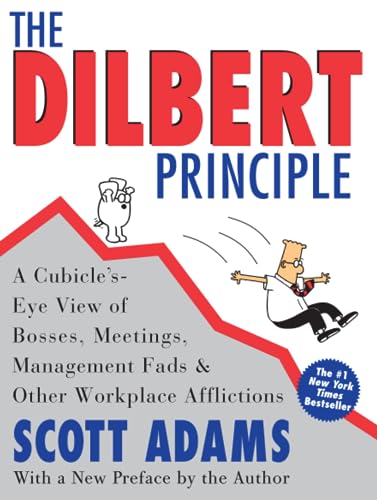 THE
DILBERT
PRINCIPLE
A Cubicle's-
Eye View of
Bosses, Meetings,
Management Fads &
Other Workplace Afflictions
The #1
New York
Times
Bestseller
SCOTT ADAMS
With a New Preface by the Author